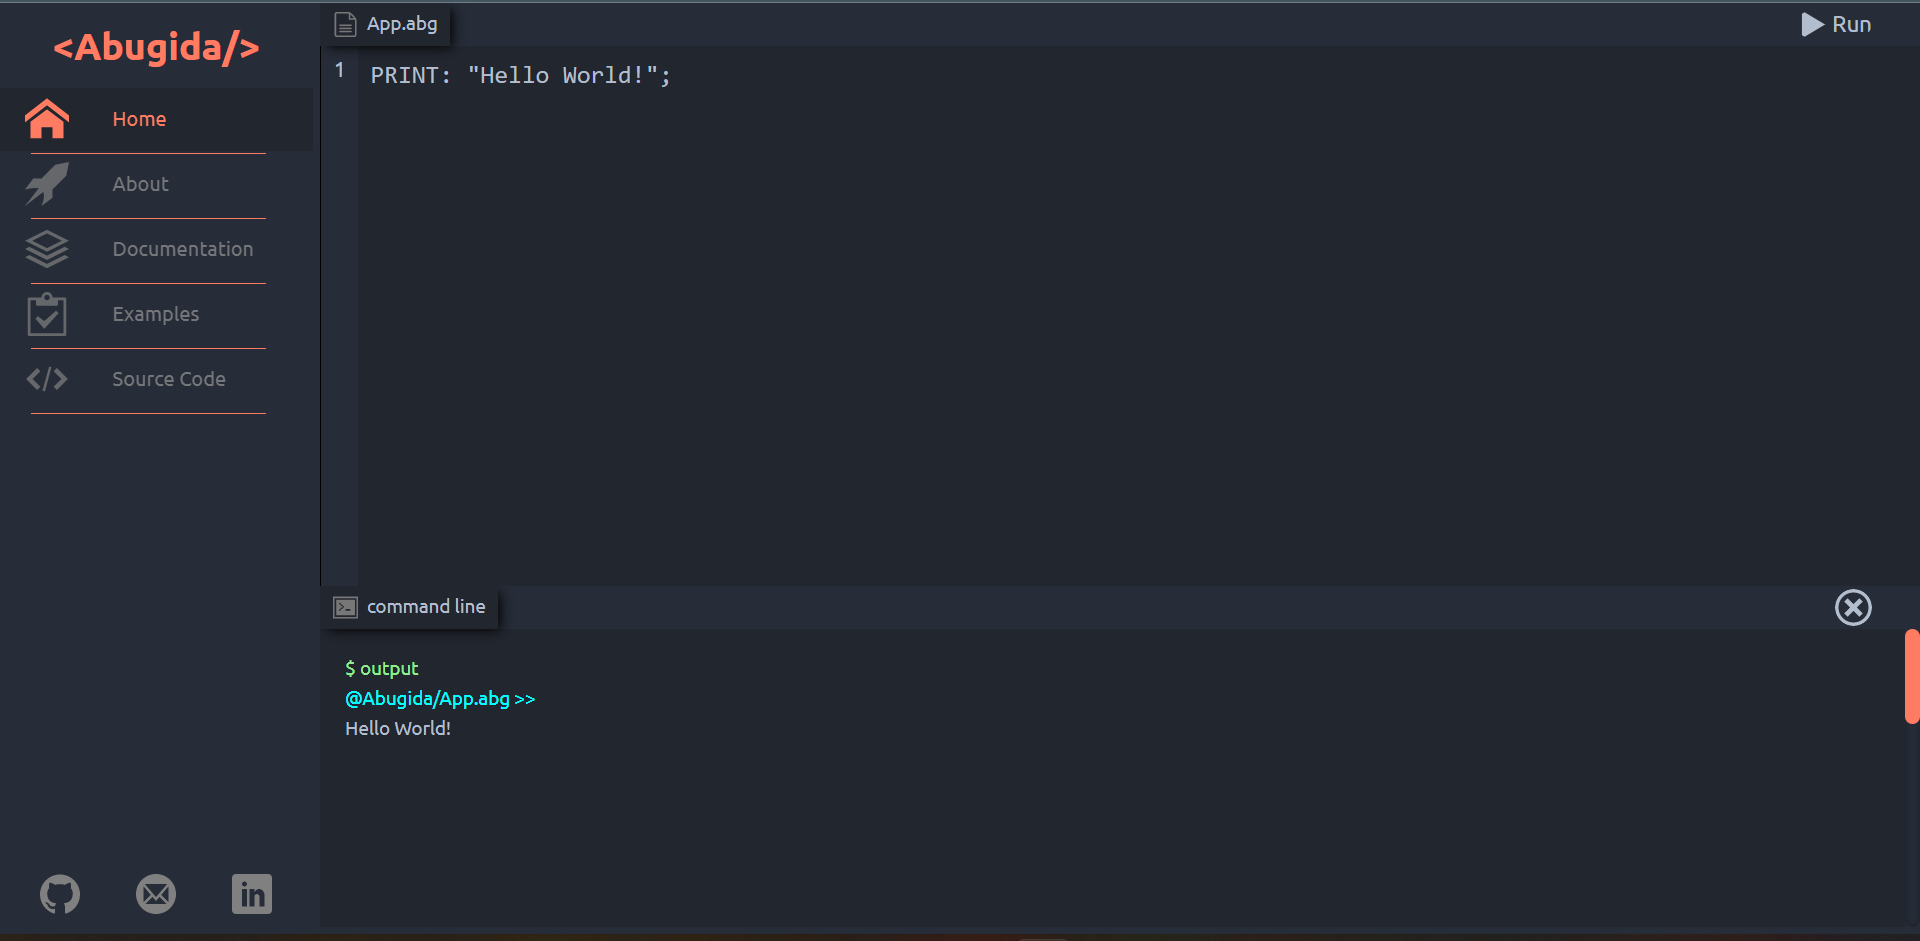 <Abugida/>
Home
About
Documentation
Examples
Source Code
App.abg
Run
1
PRINT: "Hello World!";
command line
$ output
@Abugida/App.abg >>
Hello World!
in